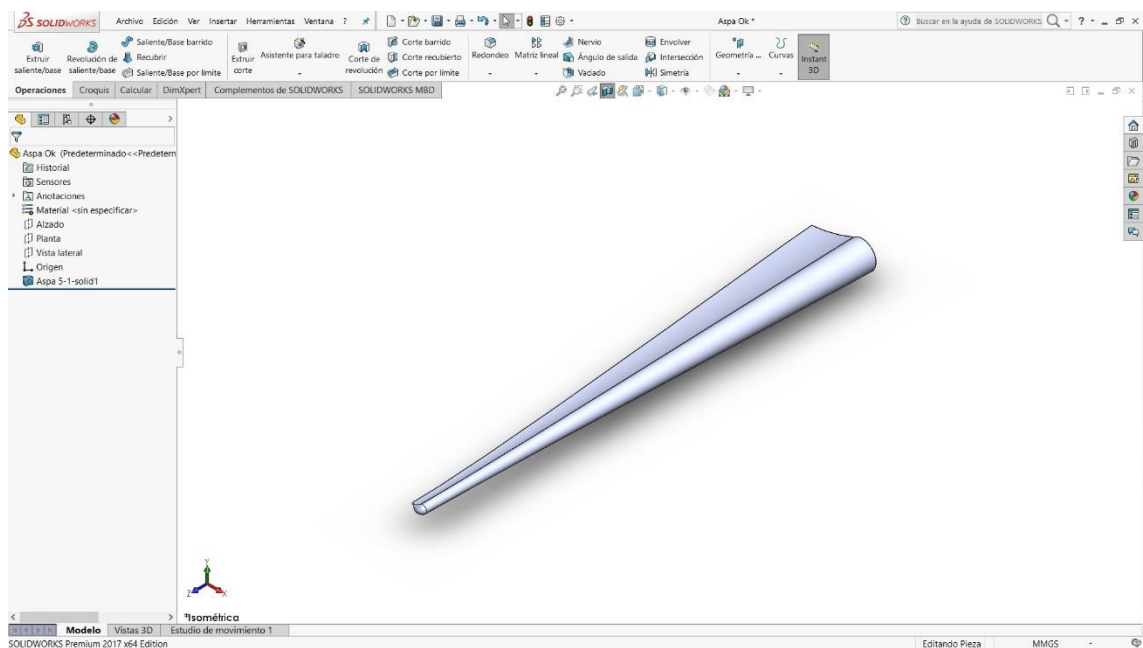 SOLIDWORKS Archivo Edición Ver Insertar Herramientas Ventana ? Aspa Ok * Buscar en la ayuda de SOLIDWORKS ?
Extruir saliente/base
Revolución de saliente/base
Saliente/Base barrido
Recubrir
Saliente/Base por límite
Extruir corte
Asistente para taladro
Corte de revolución
Corte barrido
Corte recubierto
Corte por límite
Redondeo
Matriz lineal
Nervio
Ángulo de salida
Vaciado
Envolver
Intersección
Simetría
Geometría ...
Curvas
Instant 3D
Operaciones Croquis Calcular DimXpert Complementos de SOLIDWORKS SOLIDWORKS MBD
Aspa Ok (Predeterminado<<Predetern
Historial
Sensores
Anotaciones
Material <sin especificar>
Alzado
Planta
Vista lateral
Origen
Aspa 5-1-solid1
Y
Z X
*Isométrica
Modelo Vistas 3D Estudio de movimiento 1
SOLIDWORKS Premium 2017 x64 Edition Editando Pieza MMGS -